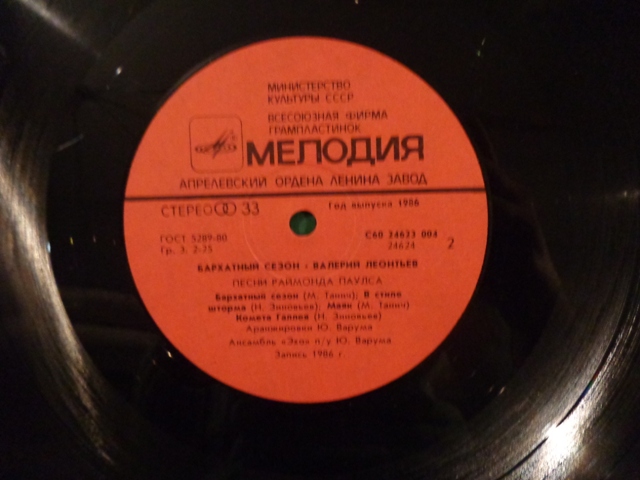 МИНИСТЕРСТВО
КУЛЬТУРЫ СССР
ВСЕСОЮЗНАЯ ФИРМА
ГРАМПЛАСТИНОК
МЕЛОДИЯ
АПРЕЛЕВСКИЙ ОРДЕНА ЛЕНИНА ЗАВОД
СТЕРЕО 33
Год выпуска 1986
ГОСТ 5289-80
Гр. 3. 2-35
С60 24623 004
24624
2
БАРХАТНЫЙ СЕЗОН · ВАЛЕРИЙ ЛЕОНТЬЕВ
ПЕСНИ РАЙМОНДА ПАУЛСА
Бархатный сезон (М. Танич); В стиле
шторма (Н. Зиновьев); Маяк (М. Танич)
Комета Галлея (Н. Зиновьев)
Аранжировки Ю. Варума
Ансамбль «Эхо» п/у Ю. Варума
Запись 1986 г.